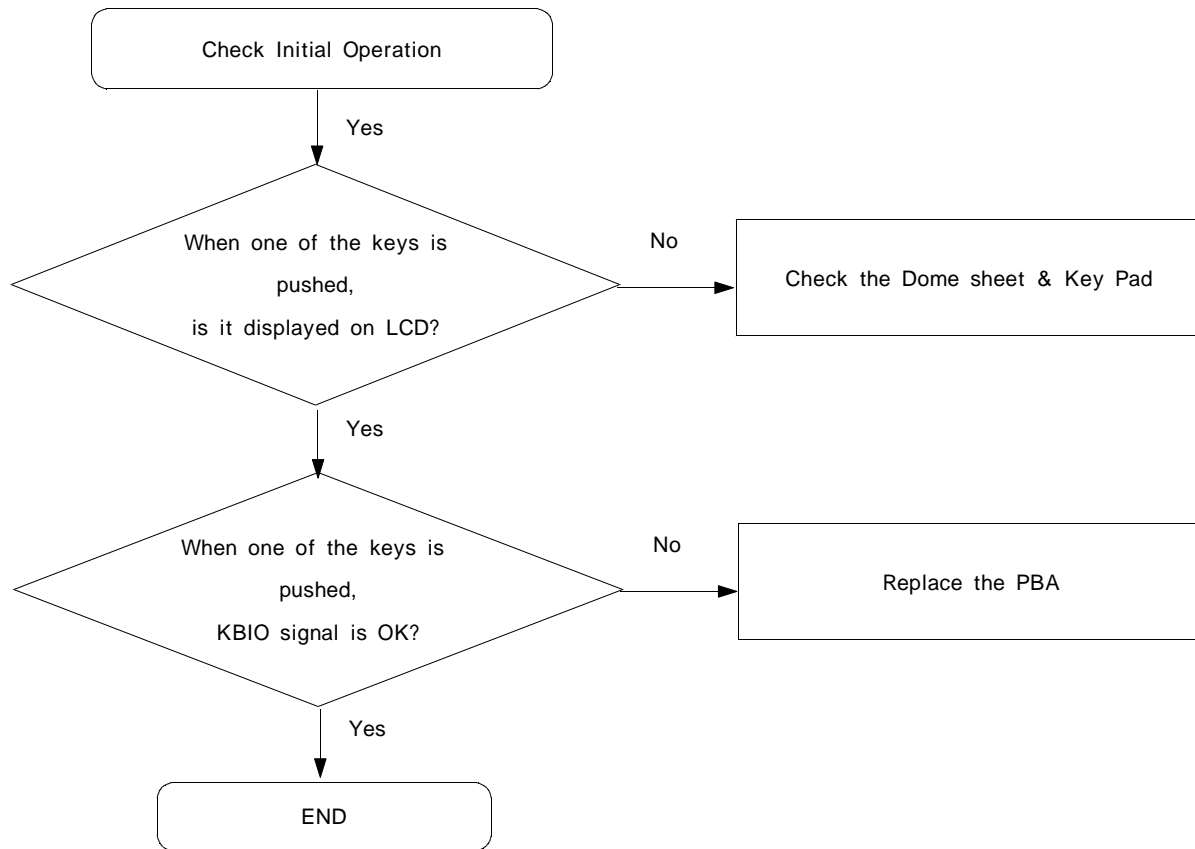 Check Initial Operation
Yes
When one of the keys is
pushed,
is it displayed on LCD?
No
Check the Dome sheet & Key Pad
Yes
When one of the keys is
pushed,
KBIO signal is OK?
No
Replace the PBA
Yes
END